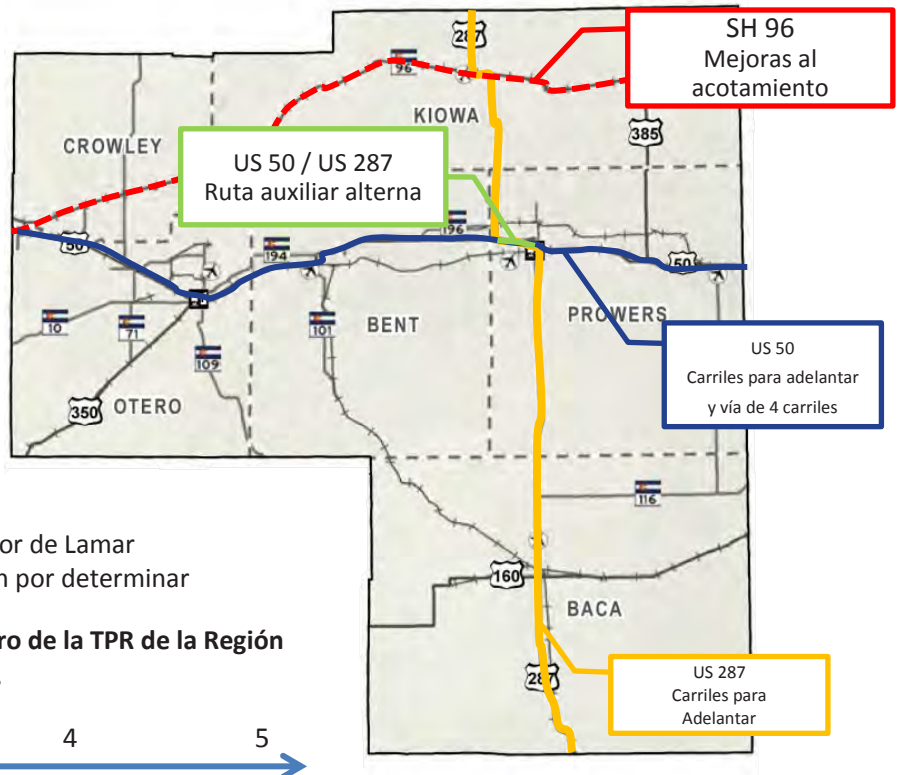 287
SH 96
Mejoras al
acotamiento
96
KIOWA
385
CROWLEY
US 50 / US 287
Ruta auxiliar alterna
196
50
194
50
10
71
101
BENT
PROWERS
109
US 50
Carriles para adelantar
y vía de 4 carriles
350
OTERO
116
or de Lamar
por determinar
160
BACA
ro de la TPR de la Región
287
US 287
Carriles para
Adelantar
4 5